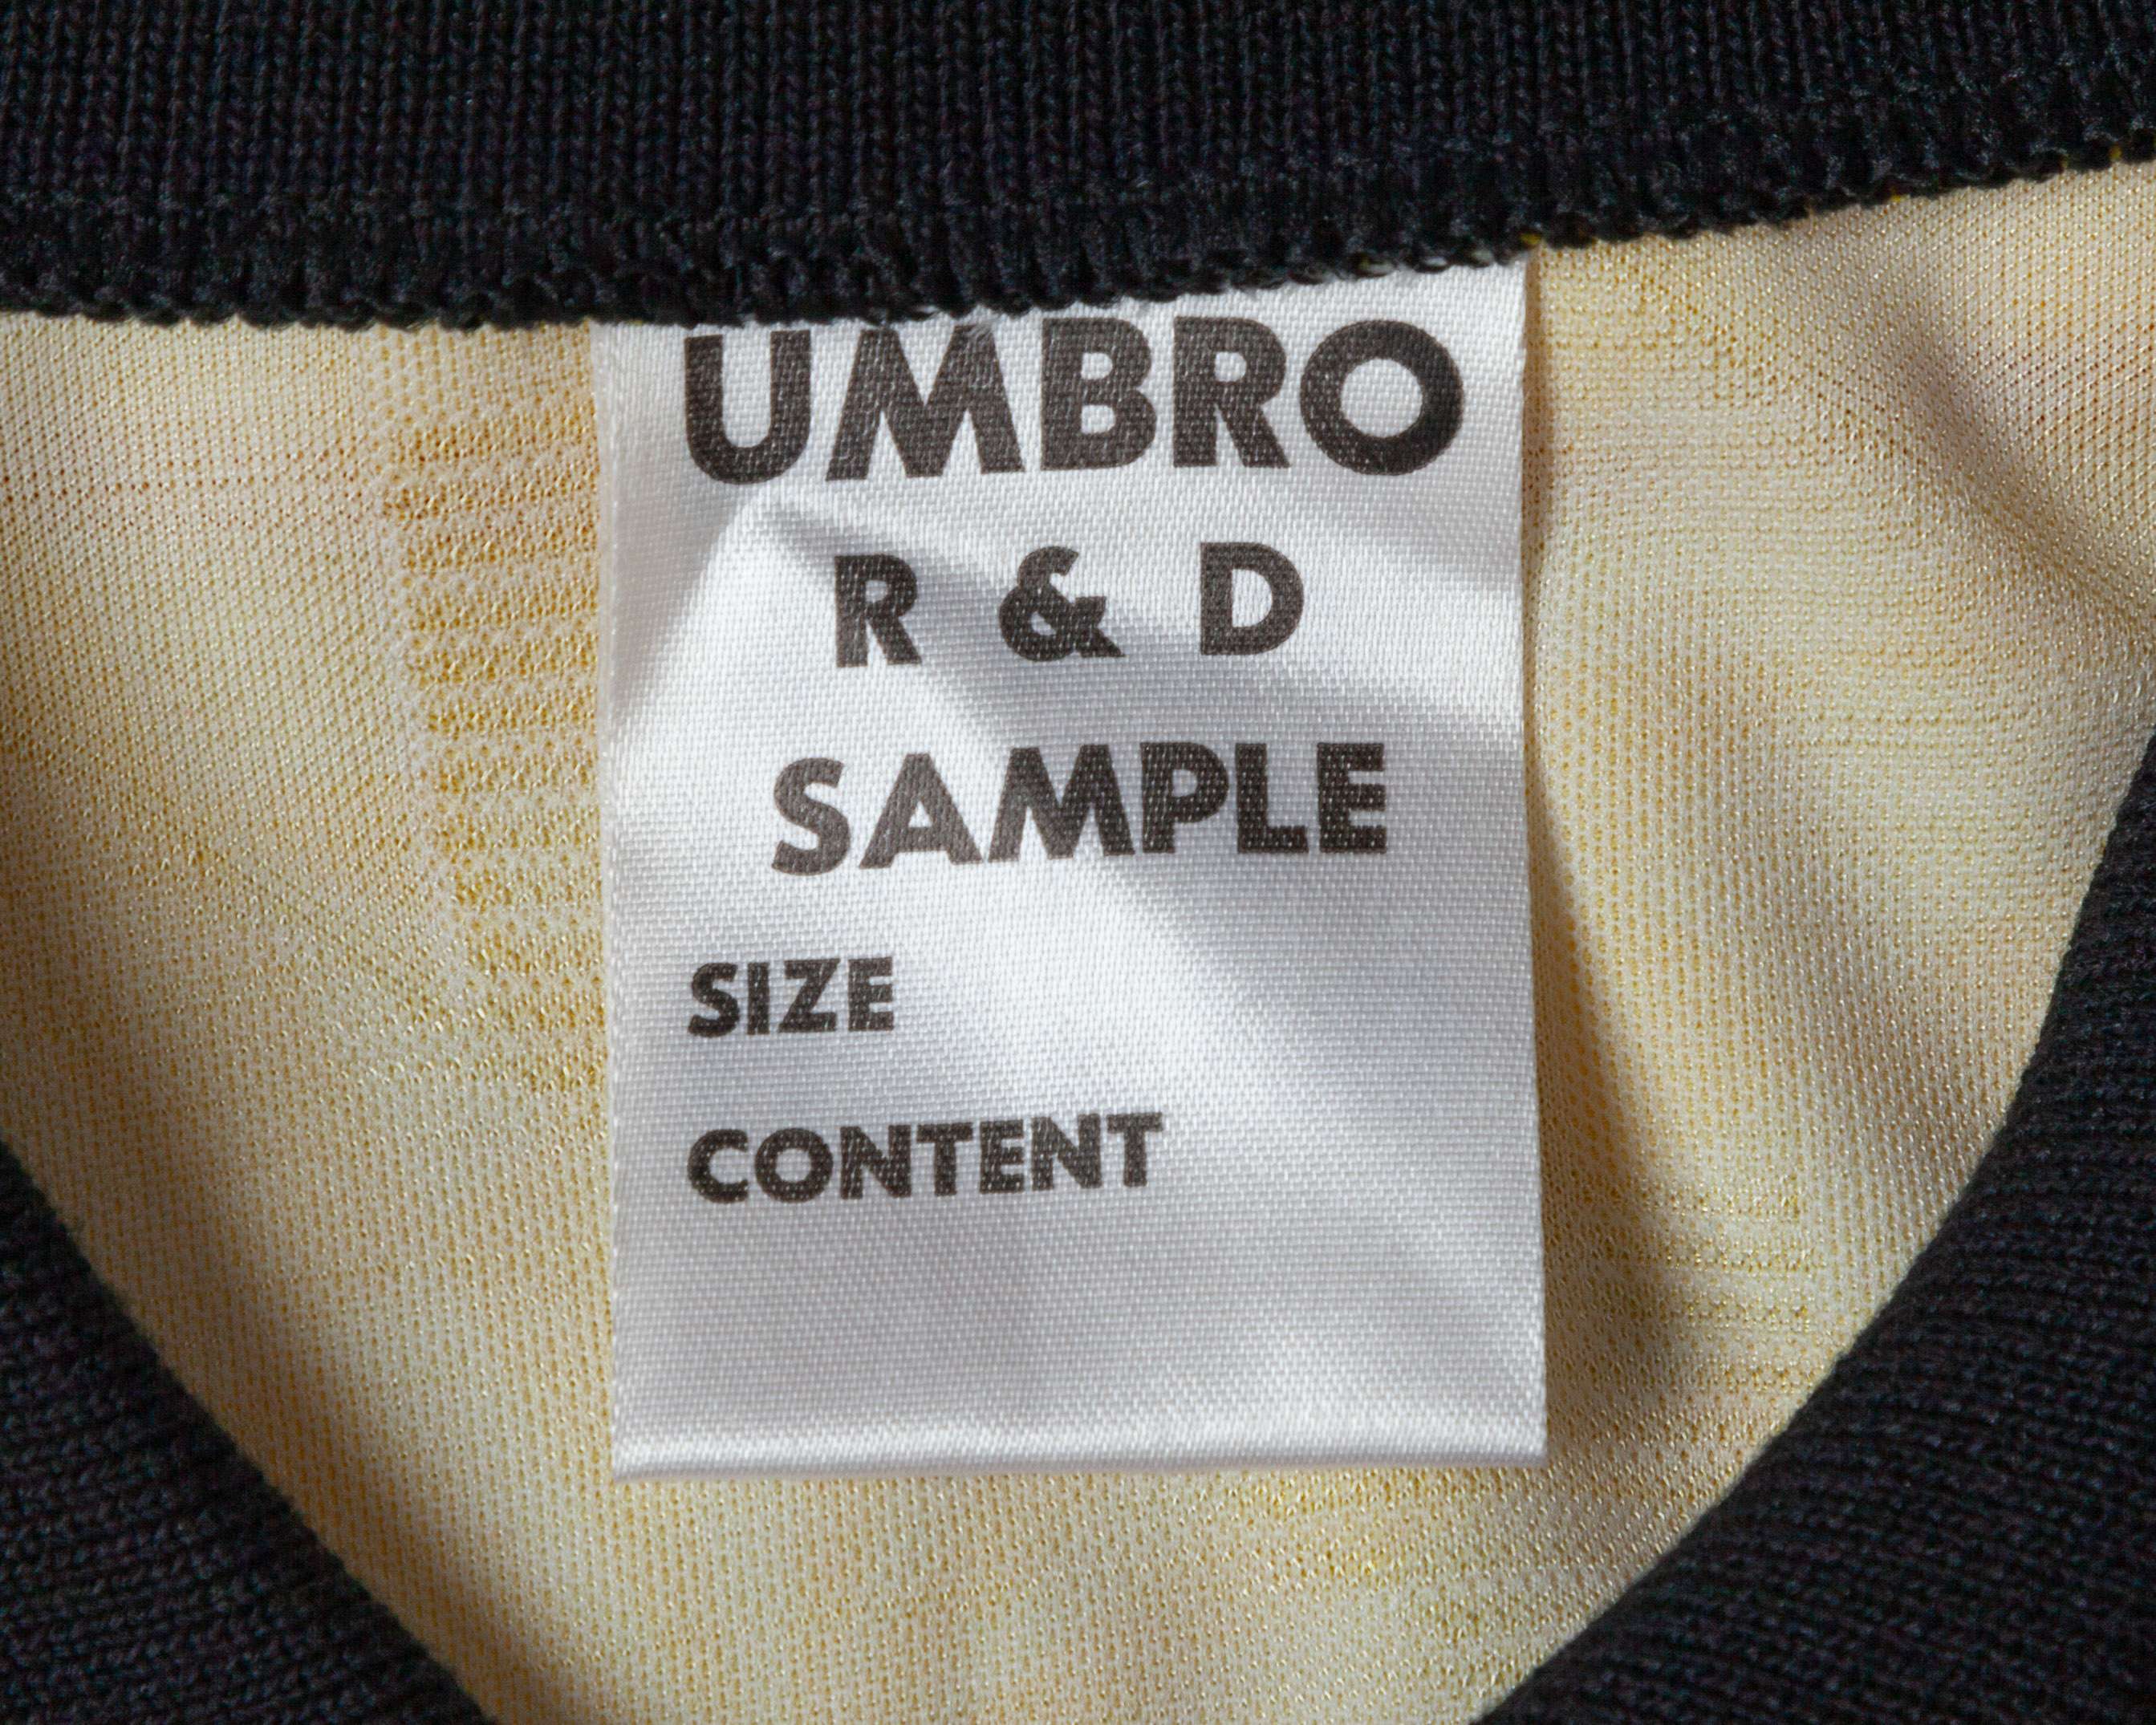 UMBRO
R & D
SAMPLE
SIZE
CONTENT